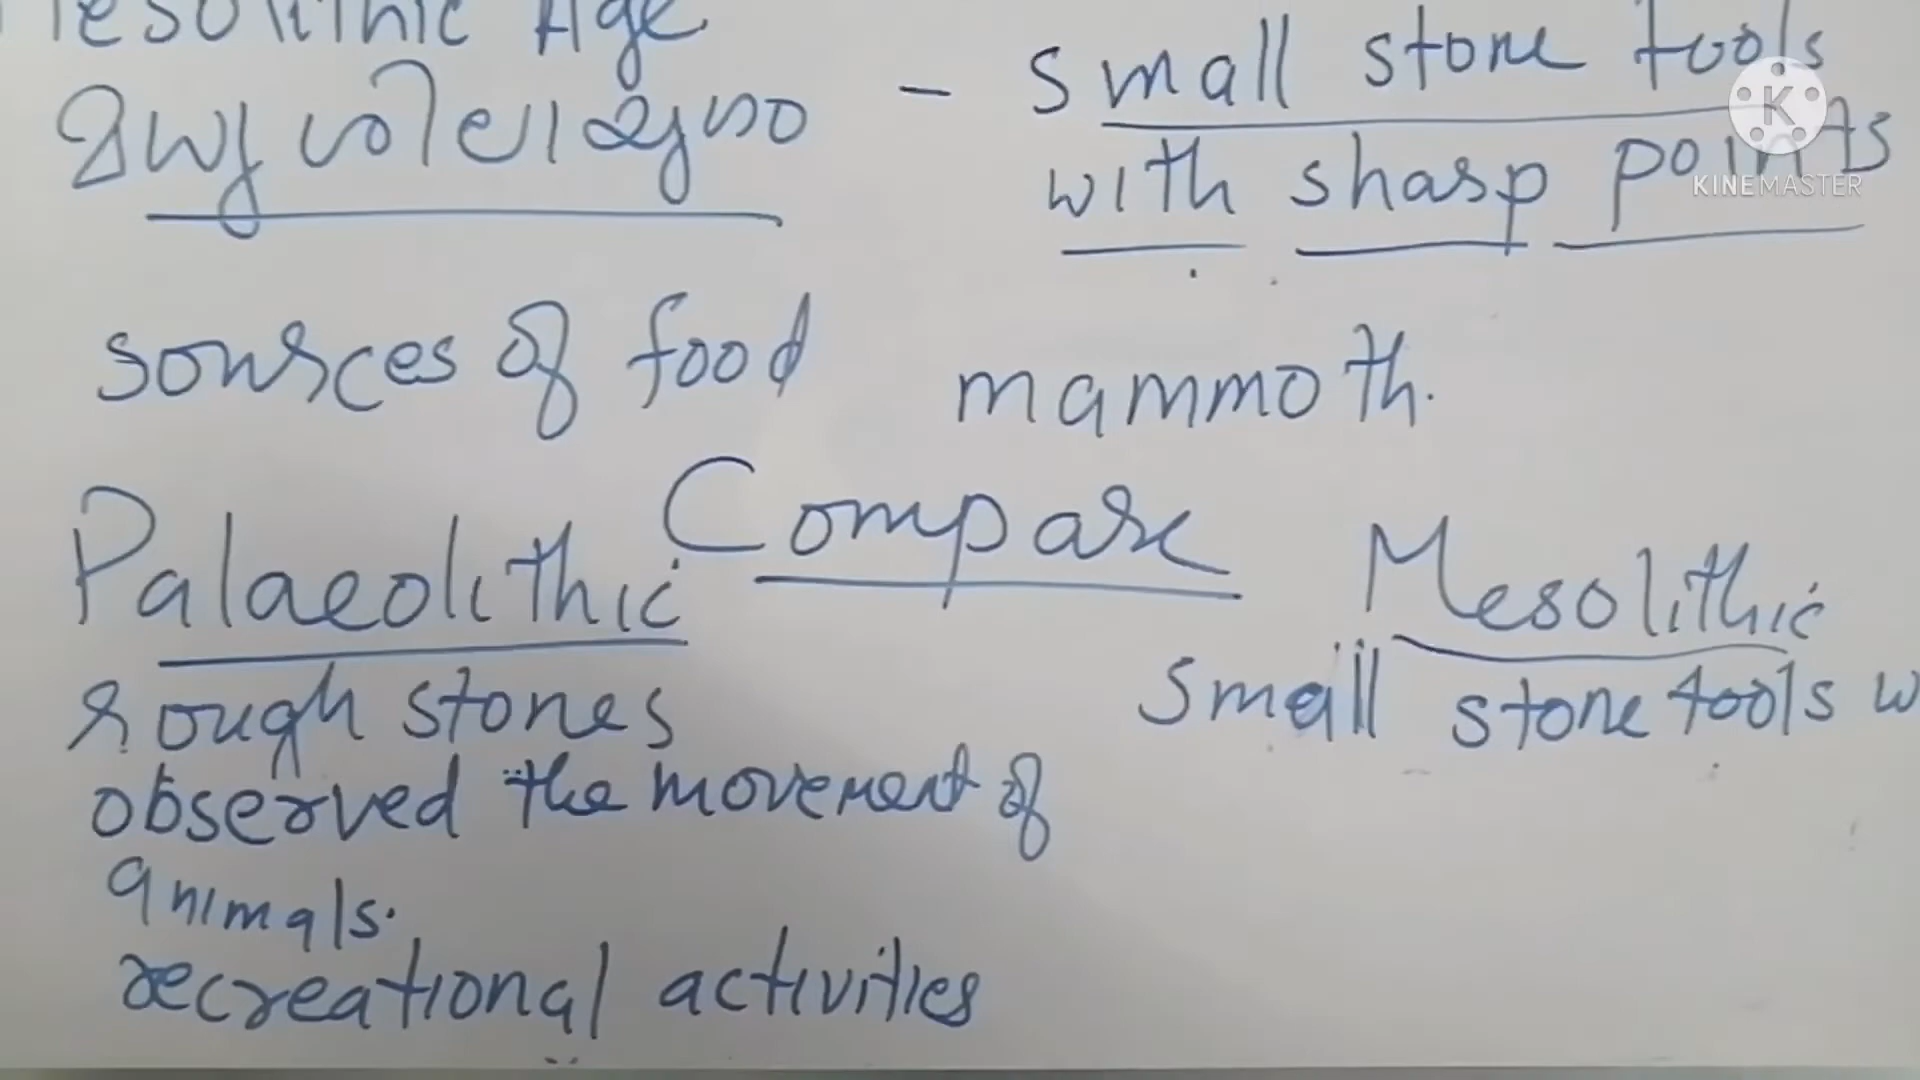 Mesolithic Age
മധ്യശിലായുഗം - small stone tools
with sharp points
KINEMASTER
sources of food mammoth.
Compare
Palaeolithic Mesolithic
rough stones small stone tools w
observed the movement of
animals.
recreational activities